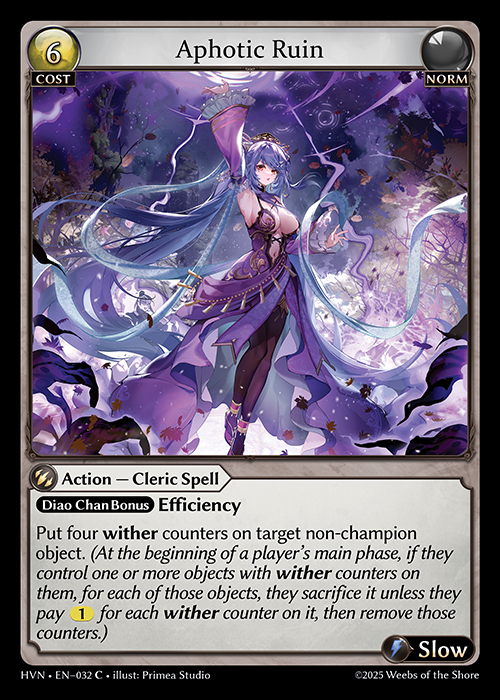 6
Aphotic Ruin
COST
NORM
Action — Cleric Spell
Diao Chan Bonus Efficiency
Put four wither counters on target non-champion
object. (At the beginning of a player's main phase, if they
control one or more objects with wither counters on
them, for each of those objects, they sacrifice it unless they
pay 1 for each wither counter on it, then remove those
counters.)
Slow
HVN • EN-032 C • illust: Primea Studio
©2025 Weebs of the Shore